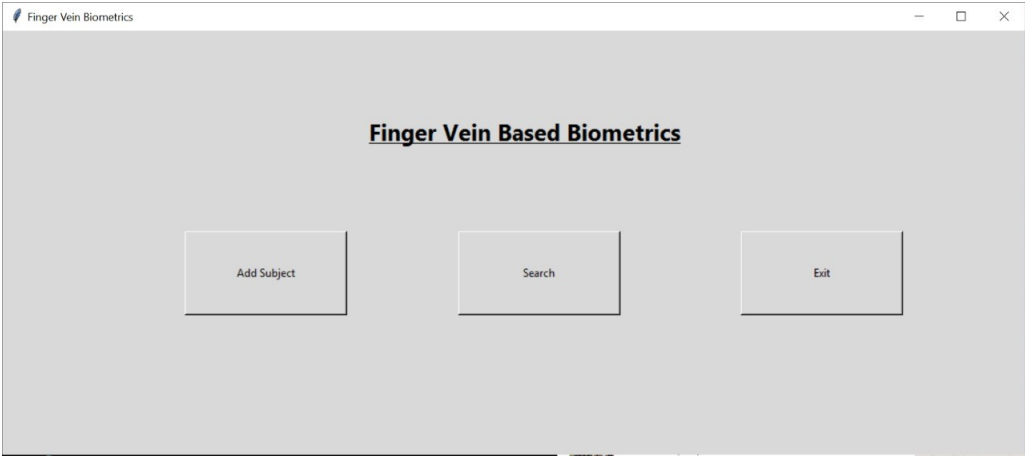 Finger Vein Biometrics
Finger Vein Based Biometrics
Add Subject
Search
Exit